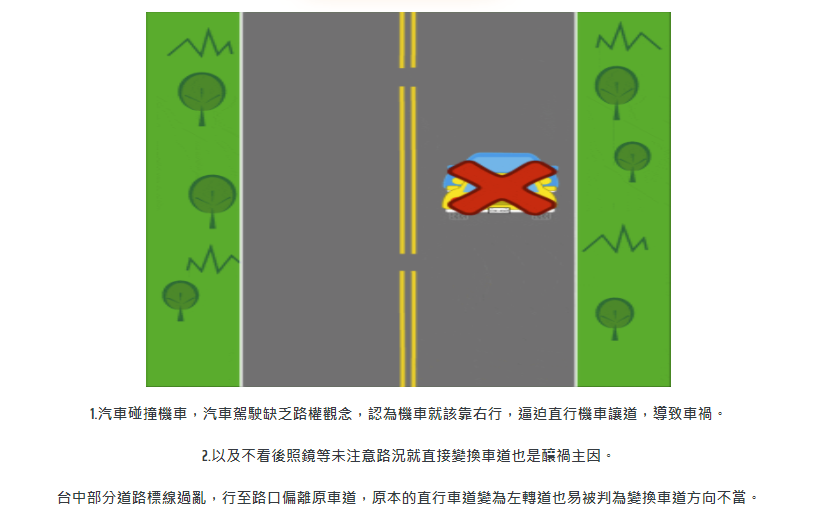 1.汽車碰撞機車，汽車駕駛缺乏路權觀念，認為機車就該靠右行，逼迫直行機車讓道，導致車禍。
2.以及不看後照鏡等未注意路況就直接變換車道也是釀禍主因。
台中部分道路標線過亂，行至路口偏離原車道，原本的直行車道變為左轉道也易被判為變換車道方向不當。